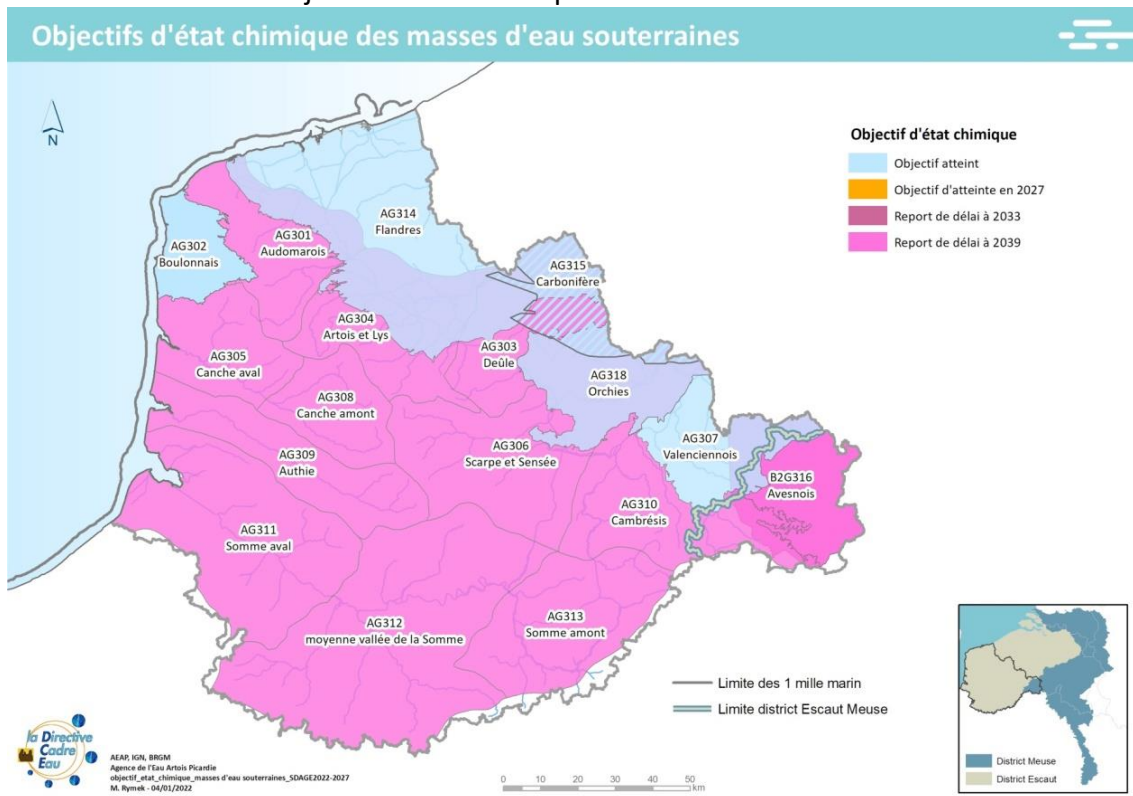 Objectifs d'état chimique des masses d'eau souterraines
N
Objectif d'état chimique
Objectif atteint
Objectif d'atteinte en 2027
Report de délai à 2033
Report de délai à 2039
AG314
Flandres
AG301
Audomarois
AG302
Boulonnais
AG315
Carbonifère
AG304
Artois et Lys
AG303
Deûle
AG305
Canche aval
AG318
Orchies
AG308
Canche amont
AG307
Valenciennois
AG306
Scarpe et Sensée
AG309
Authie
B2G316
Avesnois
AG310
Cambrésis
AG311
Somme aval
AG312
moyenne vallée de la Somme
AG313
Somme amont
Limite des 1 mille marin
Limite district Escaut Meuse
District Meuse
District Escaut
la Directive
Cadre
Eau
AEAP, IGN, BRGM
Agence de l'Eau Artois Picardie
objectif_etat_chimique_masses d'eau souterraines_SDAGE2022-2027
M. Rymek - 04/01/2022
0 10 20 30 40 50
km